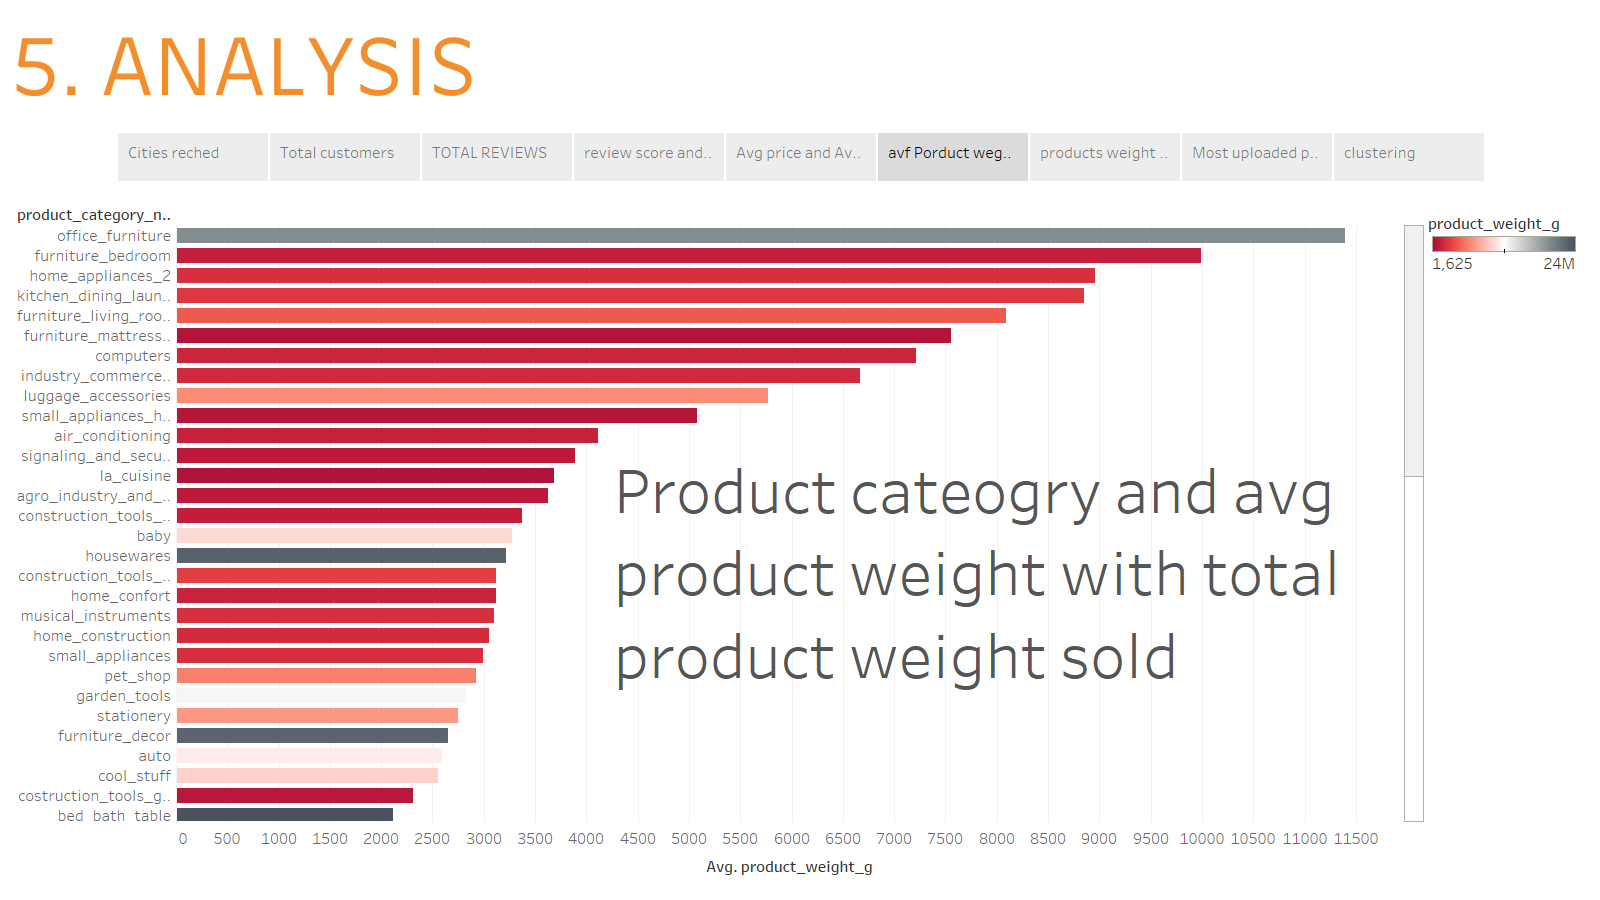 5. ANALYSIS
Cities reched
Total customers
TOTAL REVIEWS
review score and..
Avg price and Av..
avf Porduct weg..
products weight ..
Most uploaded p..
clustering
product_category_n..
office_furniture
furniture_bedroom
home_appliances_2
kitchen_dining_laun..
furniture_living_roo..
furniture_mattress..
computers
industry_commerce..
luggage_accessories
small_appliances_h..
air_conditioning
signaling_and_secu..
la_cuisine
agro_industry_and_..
construction_tools_..
baby
housewares
construction_tools_..
home_confort
musical_instruments
home_construction
small_appliances
pet_shop
garden_tools
stationery
furniture_decor
auto
cool_stuff
costruction_tools_g..
bed_bath_table
Product cateogry and avg
product weight with total
product weight sold
0 500 1000 1500 2000 2500 3000 3500 4000 4500 5000 5500 6000 6500 7000 7500 8000 8500 9000 9500 10000 10500 11000 11500
Avg. product_weight_g
product_weight_g
1,625 24M